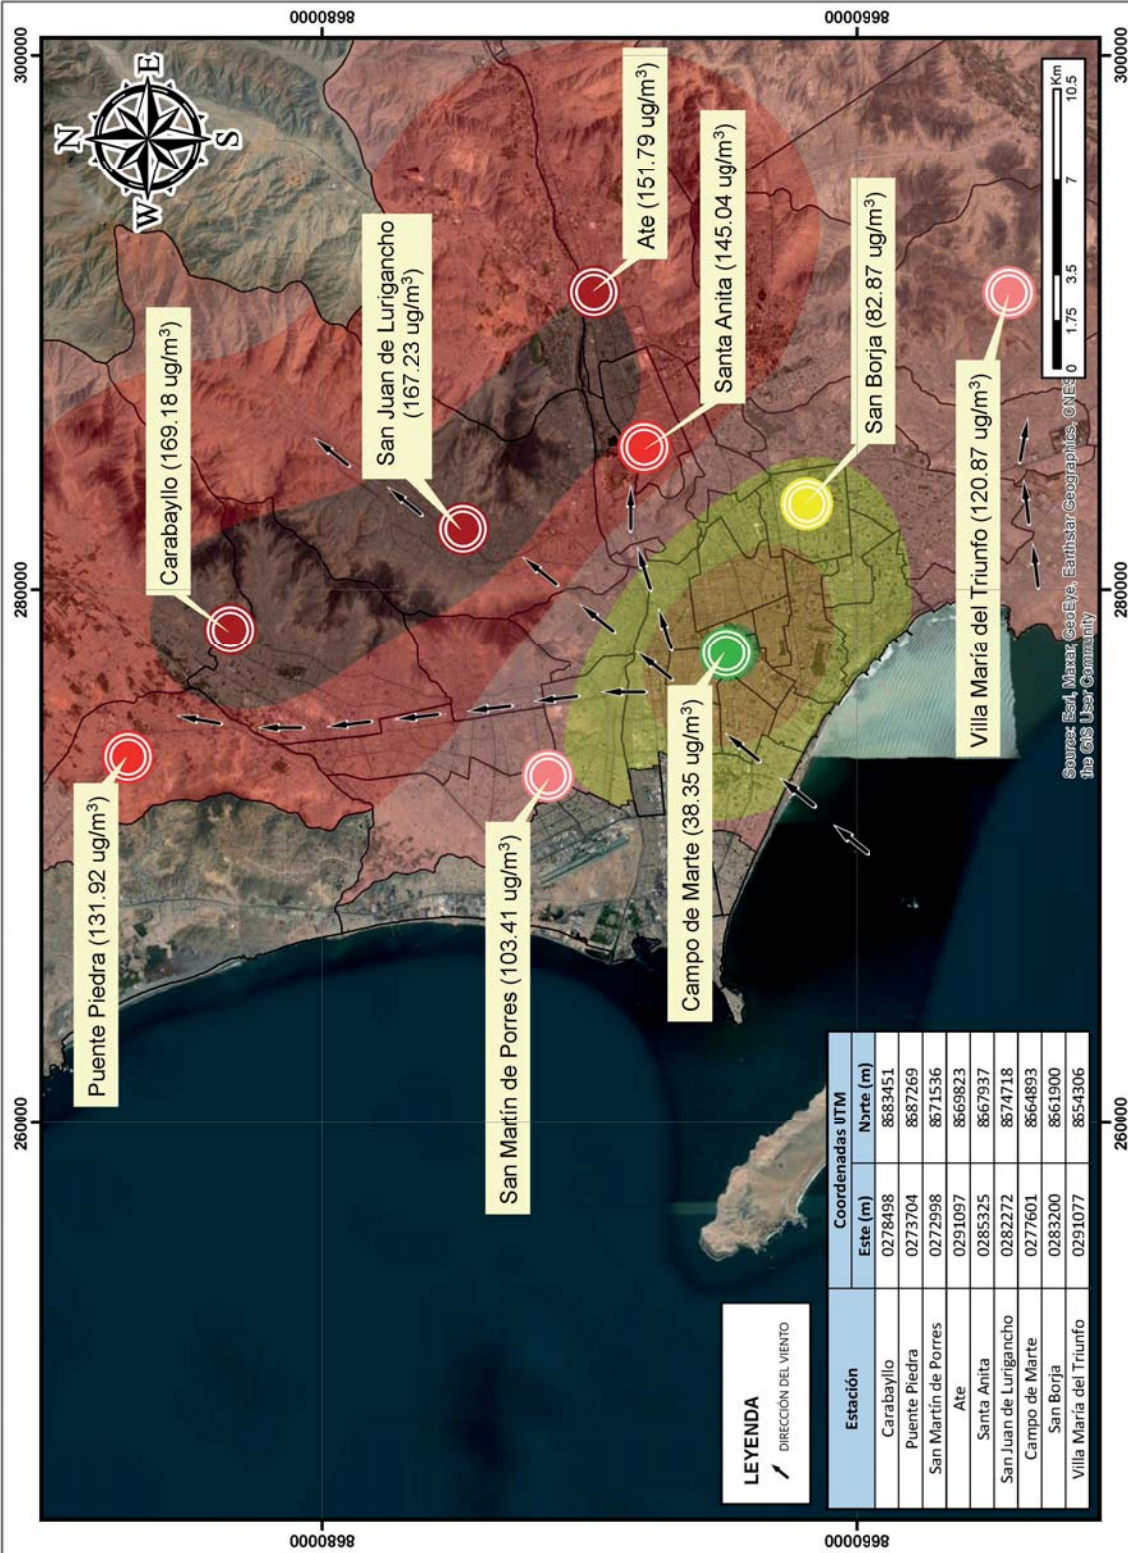 260000
280000
300000
8680000
8680000
8660000
8660000
N
W
E
S
Puente Piedra (131.92 ug/m³)
Carabayllo (169.18 ug/m³)
San Juan de Lurigancho
(167.23 ug/m³)
San Martín de Porres (103.41 ug/m³)
Ate (151.79 ug/m³)
Santa Anita (145.04 ug/m³)
Campo de Marte (38.35 ug/m³)
San Borja (82.87 ug/m³)
Villa María del Triunfo (120.87 ug/m³)
LEYENDA
DIRECCIÓN DEL VIENTO
Estación Coordenadas UTM
Este (m) Norte (m)
Carabayllo 0278498 8683451
Puente Piedra 0273704 8687269
San Martín de Porres 0272998 8671536
Ate 0291097 8669823
Santa Anita 0285325 8667937
San Juan de Lurigancho 0282272 8674718
Campo de Marte 0277601 8664893
San Borja 0283200 8661900
Villa María del Triunfo 0291077 8654306
0 1.75 3.5 7 10.5 Km
Source: Esri, Maxar, GeoEye, Earthstar Geographics, CNES
the GIS User Community
260000
280000
300000